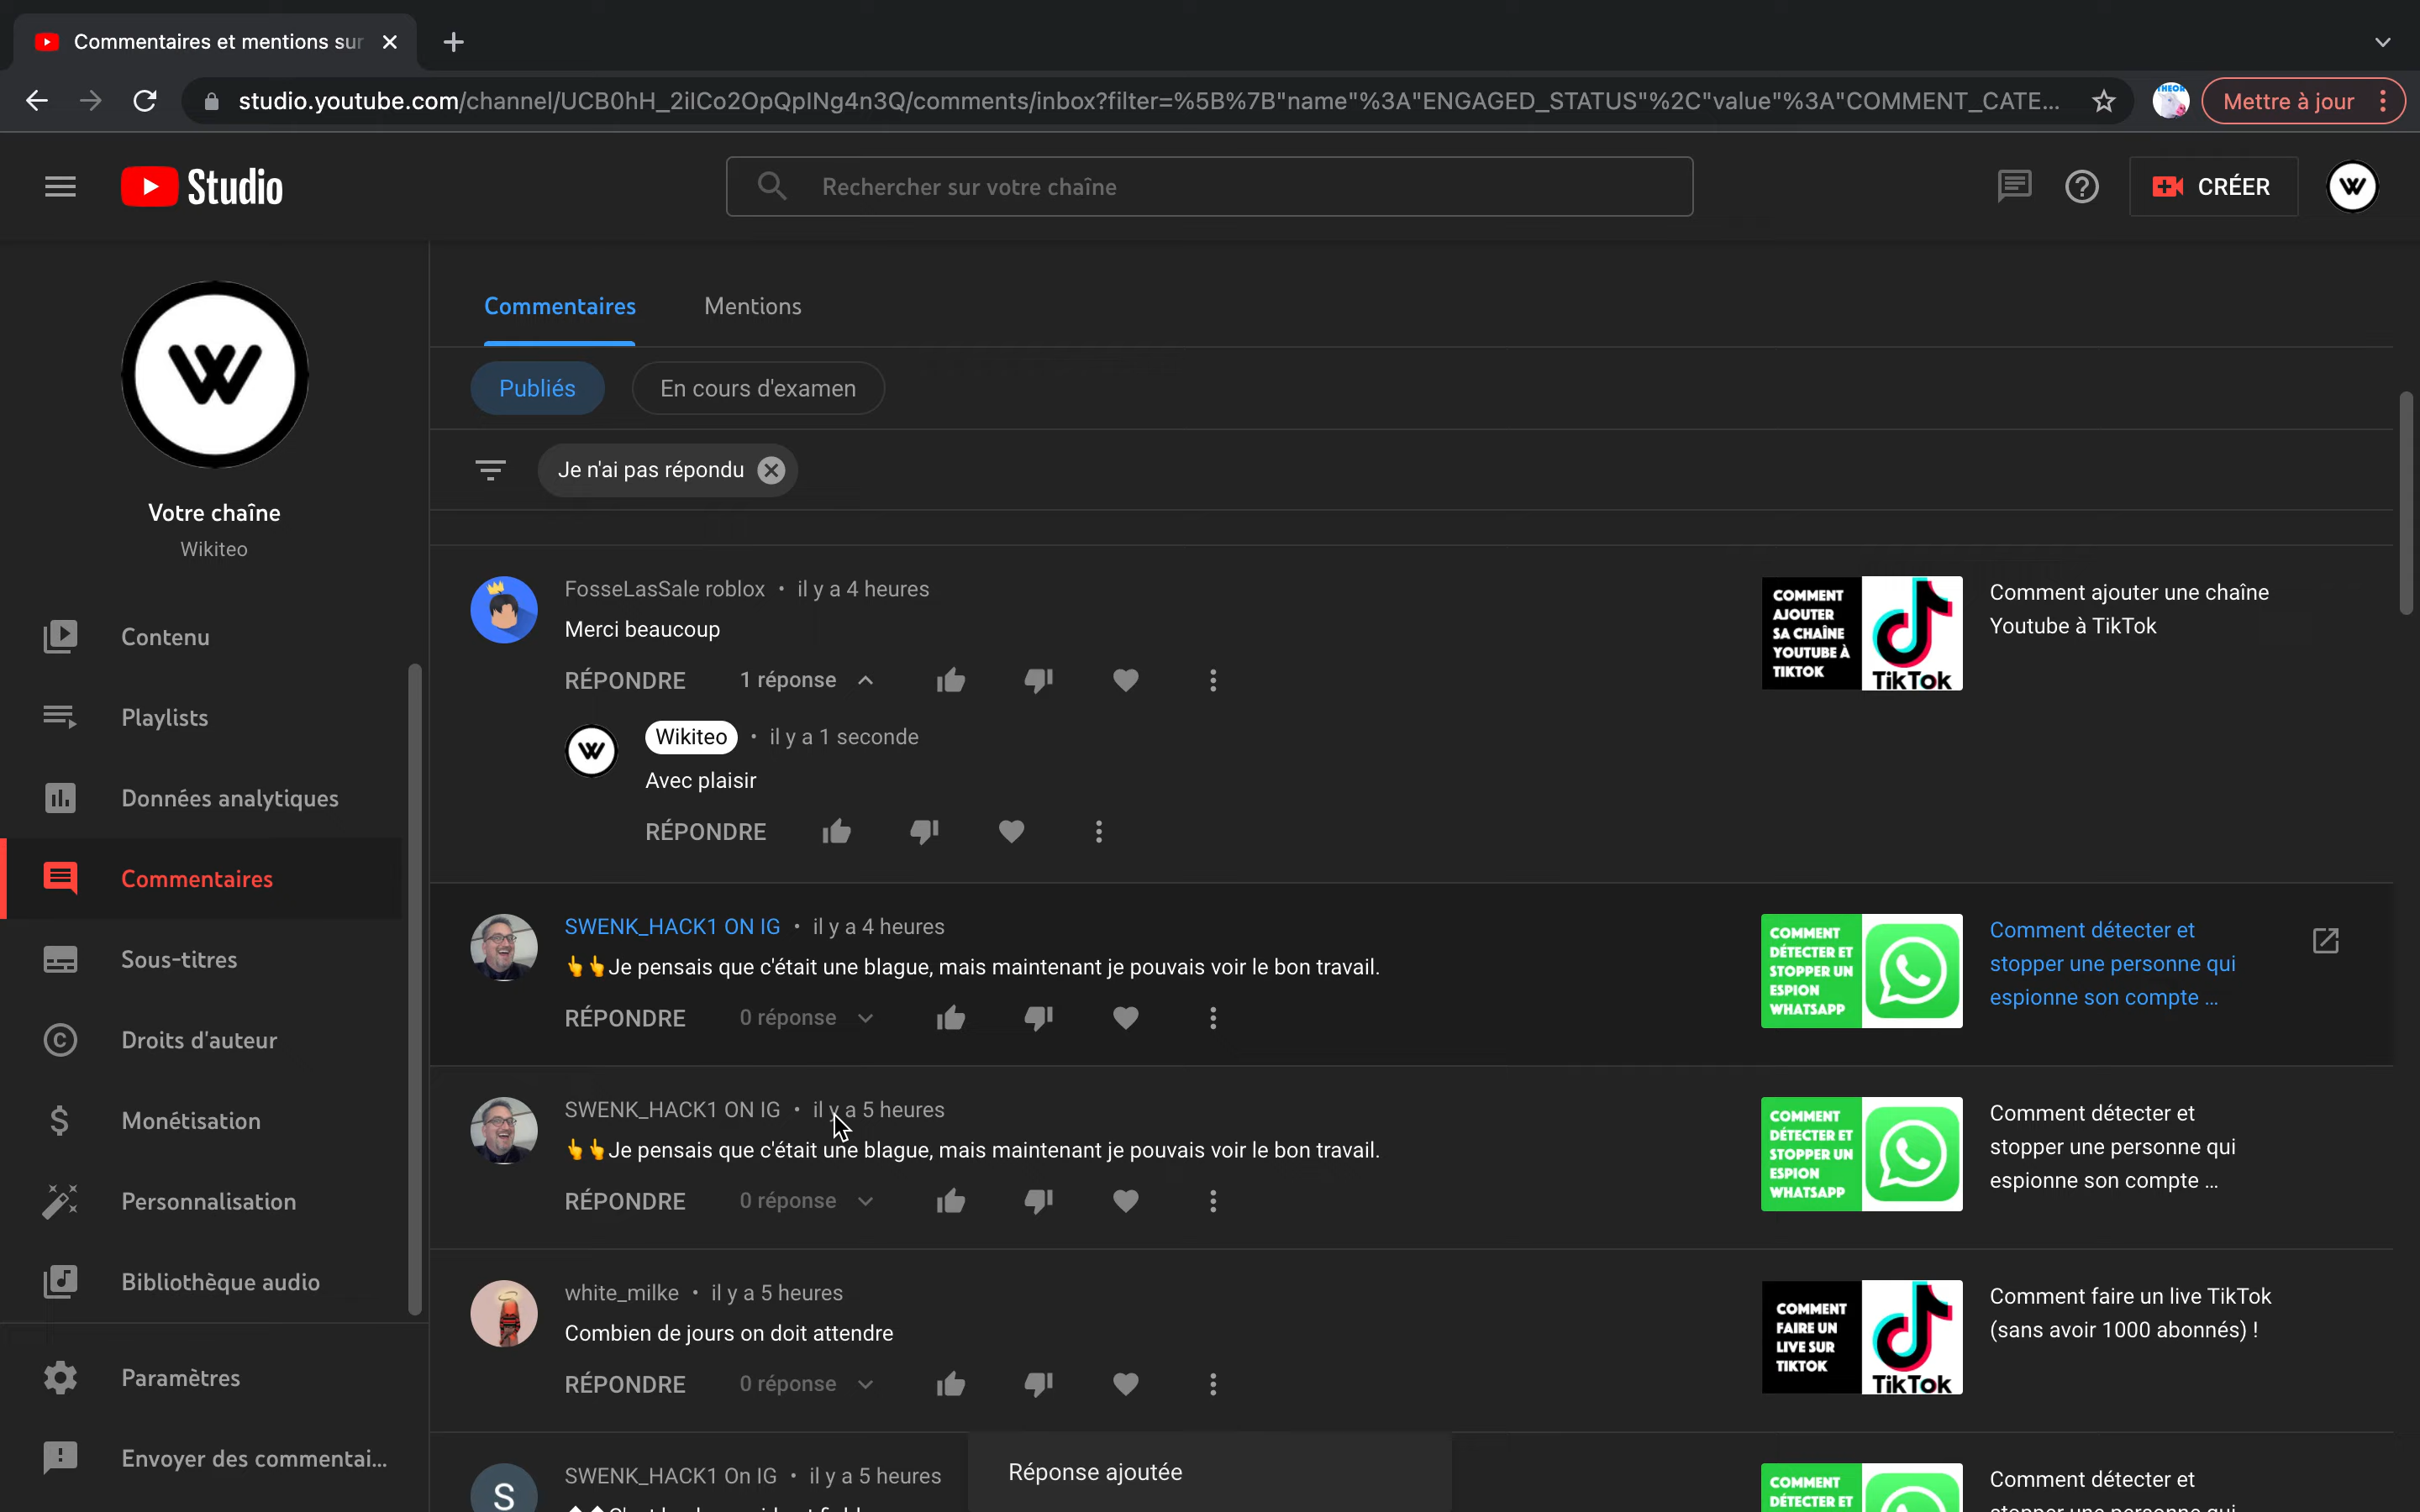 Commentaires et mentions sur
studio.youtube.com/channel/UCB0hH_2ilCo2OpQpINg4n3Q/comments/inbox?filter=%5B%7B"name"%3A"ENGAGED_STATUS"%2C"value"%3A"COMMENT_CATE...
Mettre à jour
Studio
Rechercher sur votre chaîne
CRÉER
W
W
Votre chaîne
Wikiteo
Contenu
Playlists
Données analytiques
Commentaires
Sous-titres
Droits d'auteur
Monétisation
Personnalisation
Bibliothèque audio
Paramètres
Envoyer des commentai...
Commentaires
Mentions
Publiés
En cours d'examen
Je n'ai pas répondu
FosseLasSale roblox • il y a 4 heures
Merci beaucoup
RÉPONDRE 1 réponse
COMMENT
AJOUTER
SA CHAÎNE
YOUTUBE À
TIKTOK
TikTok
Comment ajouter une chaîne
Youtube à TikTok
W
Wikiteo • il y a 1 seconde
Avec plaisir
RÉPONDRE
SWENK_HACK1 ON IG • il y a 4 heures
👆👆Je pensais que c'était une blague, mais maintenant je pouvais voir le bon travail.
RÉPONDRE 0 réponse
COMMENT
DÉTECTER ET
STOPPER UN
ESPION
WHATSAPP
Comment détecter et
stopper une personne qui
espionne son compte ...
SWENK_HACK1 ON IG • il y a 5 heures
👆👆Je pensais que c'était une blague, mais maintenant je pouvais voir le bon travail.
RÉPONDRE 0 réponse
COMMENT
DÉTECTER ET
STOPPER UN
ESPION
WHATSAPP
Comment détecter et
stopper une personne qui
espionne son compte ...
white_milke • il y a 5 heures
Combien de jours on doit attendre
RÉPONDRE 0 réponse
COMMENT
FAIRE UN
LIVE SUR
TIKTOK
TikTok
Comment faire un live TikTok
(sans avoir 1000 abonnés) !
S
SWENK_HACK1 On IG • il y a 5 heures
COMMENT
DÉTECTER ET
Comment détecter et
Réponse ajoutée